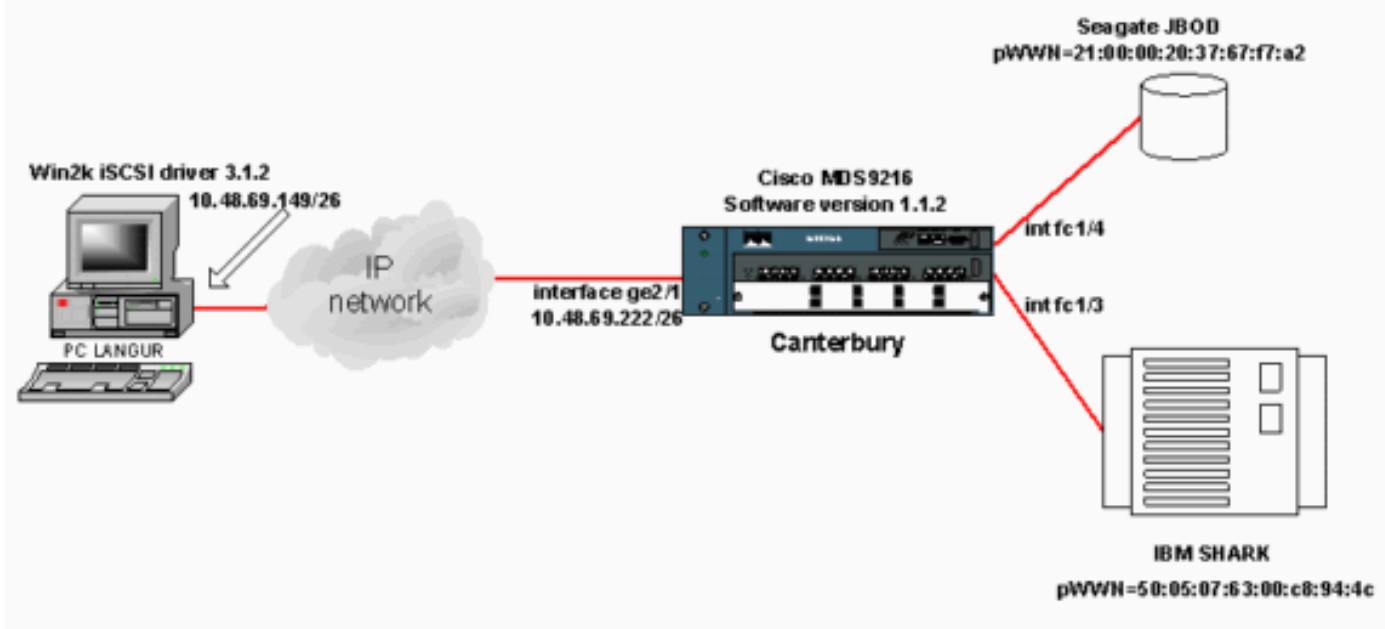 Seagate JBOD
pWWN=21:00:00:20:37:67:f7:a2
Win2k iSCSI driver 3.1.2
10.48.69.149/26
Cisco MDS9216
Software version 1.1.2
int fc1/4
IP
network
interface ge2/1
10.48.69.222/26
int fc1/3
PC LANGUR
Canterbury
IBM SHARK
pWWN=50:05:07:63:00:c8:94:4c